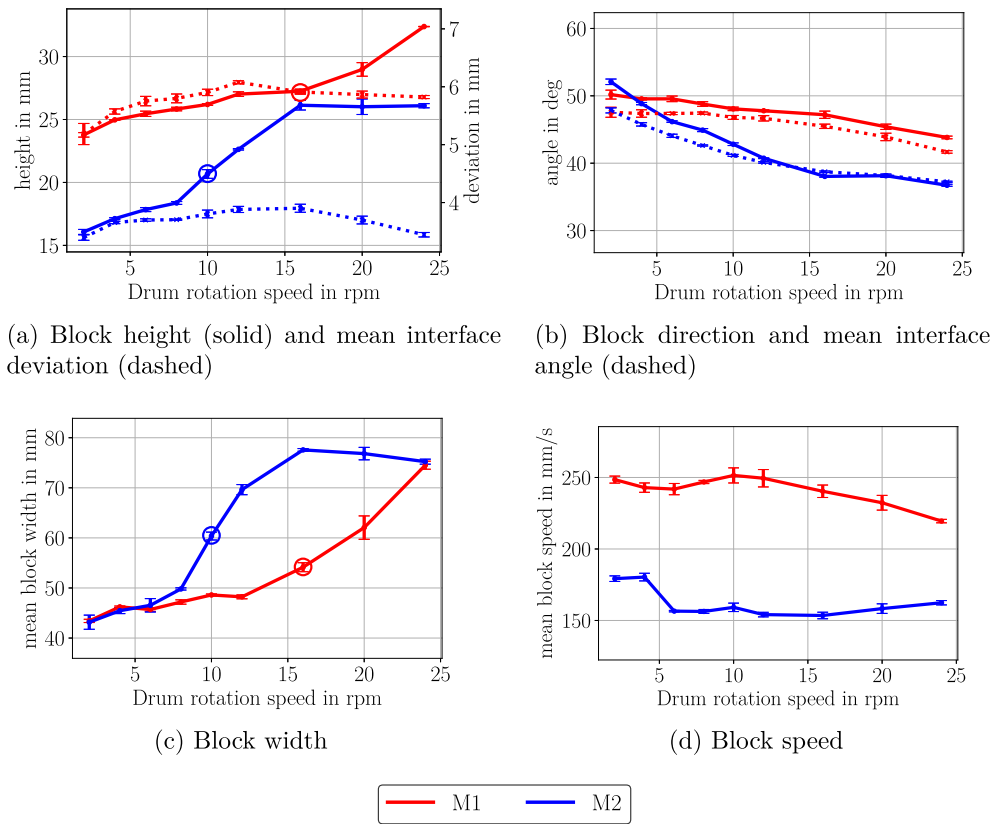 30
25
20
15
height in mm
7
6
5
4
deviation in mm
5 10 15 20 25
Drum rotation speed in rpm
(a) Block height (solid) and mean interface
deviation (dashed)
60
50
40
30
angle in deg
5 10 15 20 25
Drum rotation speed in rpm
(b) Block direction and mean interface
angle (dashed)
80
70
60
50
40
mean block width in mm
5 10 15 20 25
Drum rotation speed in rpm
(c) Block width
250
200
150
mean block speed in mm/s
5 10 15 20 25
Drum rotation speed in rpm
(d) Block speed
M1 M2